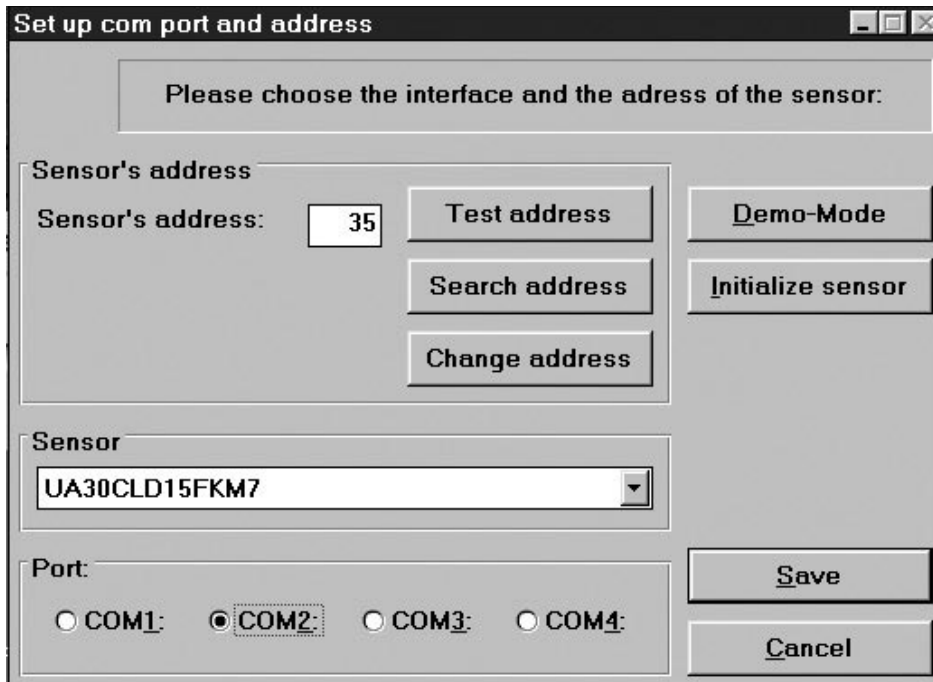 Set up com port and address
Please choose the interface and the adress of the sensor:
Sensor's address
Sensor's address: 35
Test address
Demo-Mode
Search address
Initialize sensor
Change address
Sensor
UA30CLD15FKM7
Port:
COM1: COM2: COM3: COM4:
Save
Cancel